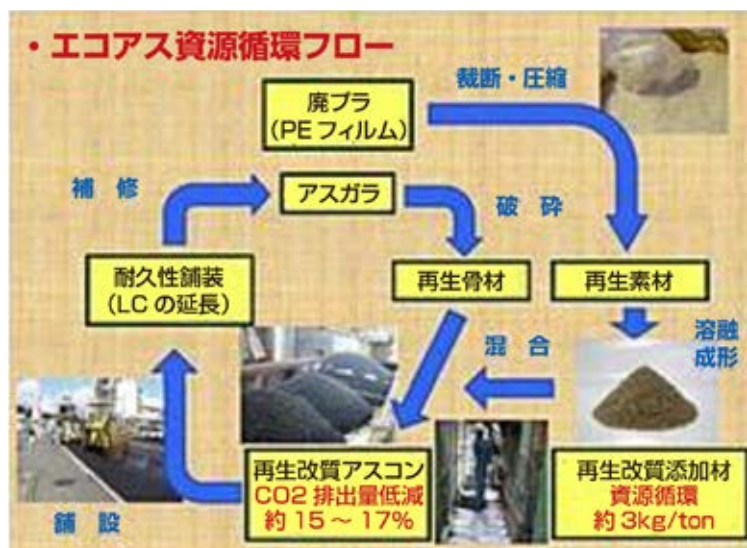 ・エコアス資源循環フロー
廃プラ
(PEフィルム)
裁断・圧縮
補 修
アスガラ
破 砕
耐久性舗装
(LCの延長)
再生骨材
再生素材
混 合
溶融
成形
再生改質アスコン
CO2排出量低減
約15～17%
再生改質添加材
資源循環
約3kg/ton
舗 設